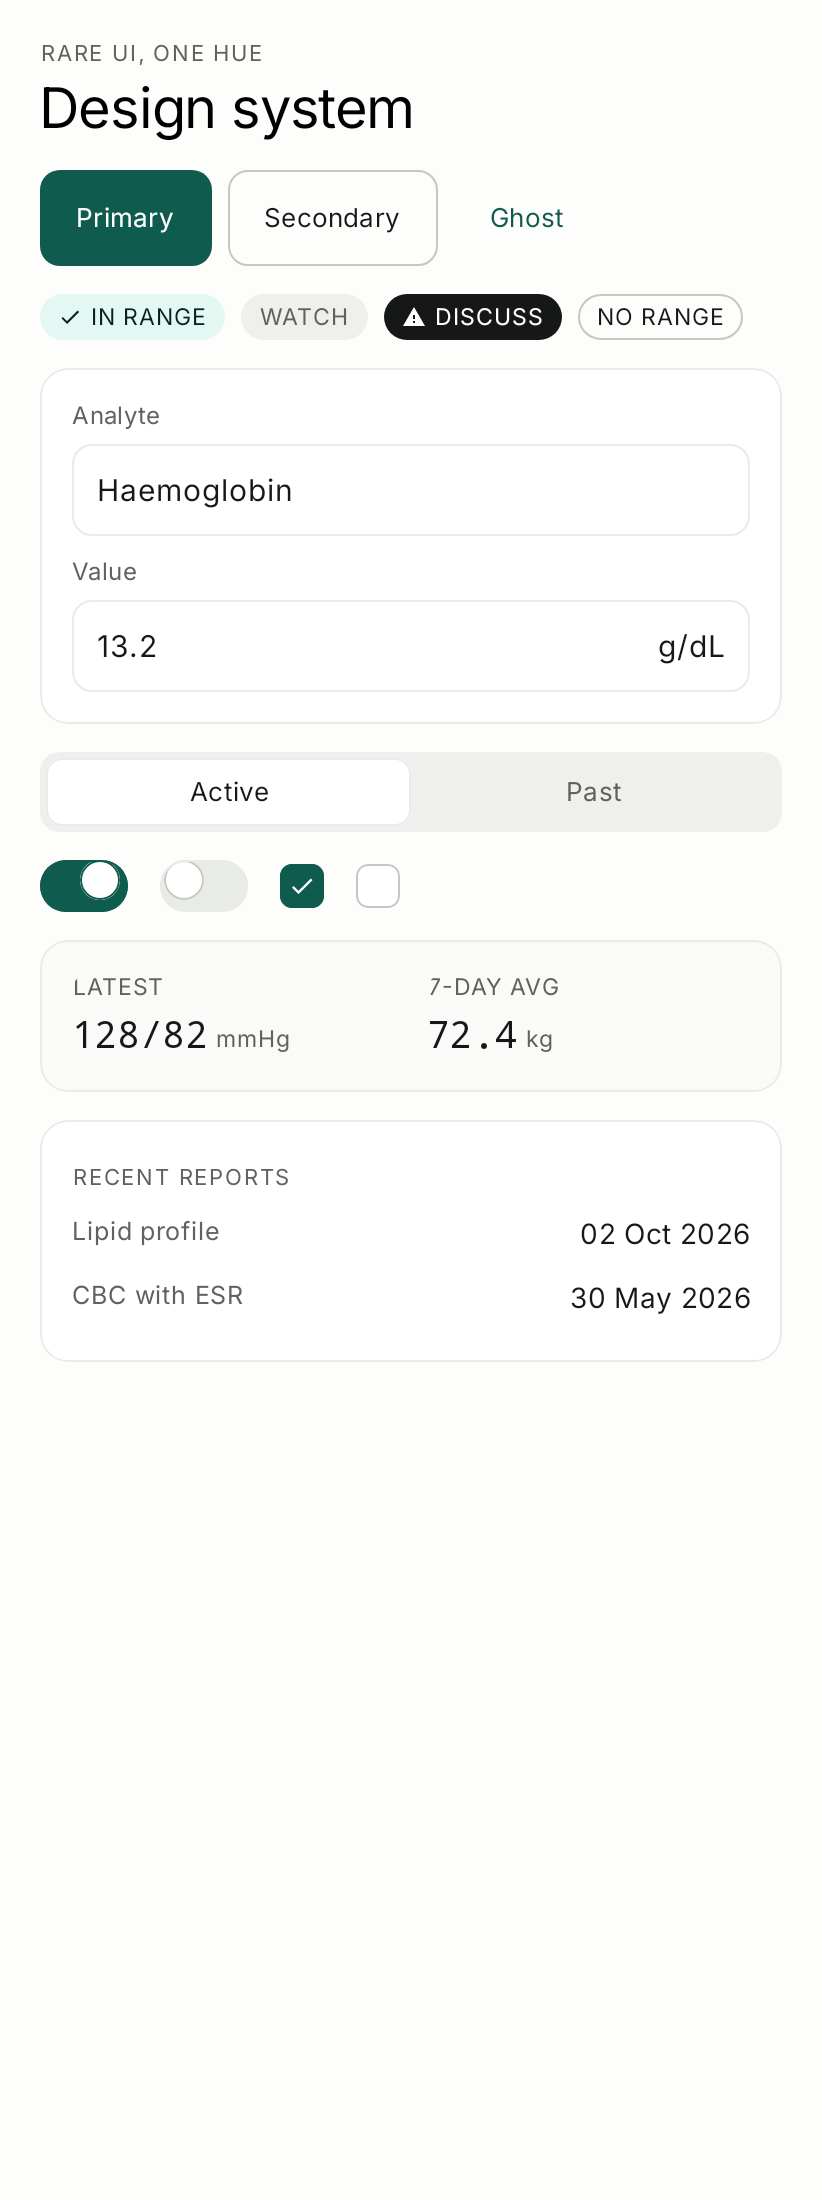 RARE UI, ONE HUE
Design system
Primary Secondary Ghost
IN RANGE WATCH DISCUSS NO RANGE
Analyte
Haemoglobin
Value
13.2 g/dL
Active Past
LATEST 7-DAY AVG
128/82 mmHg 72.4 kg
RECENT REPORTS
Lipid profile 02 Oct 2026
CBC with ESR 30 May 2026